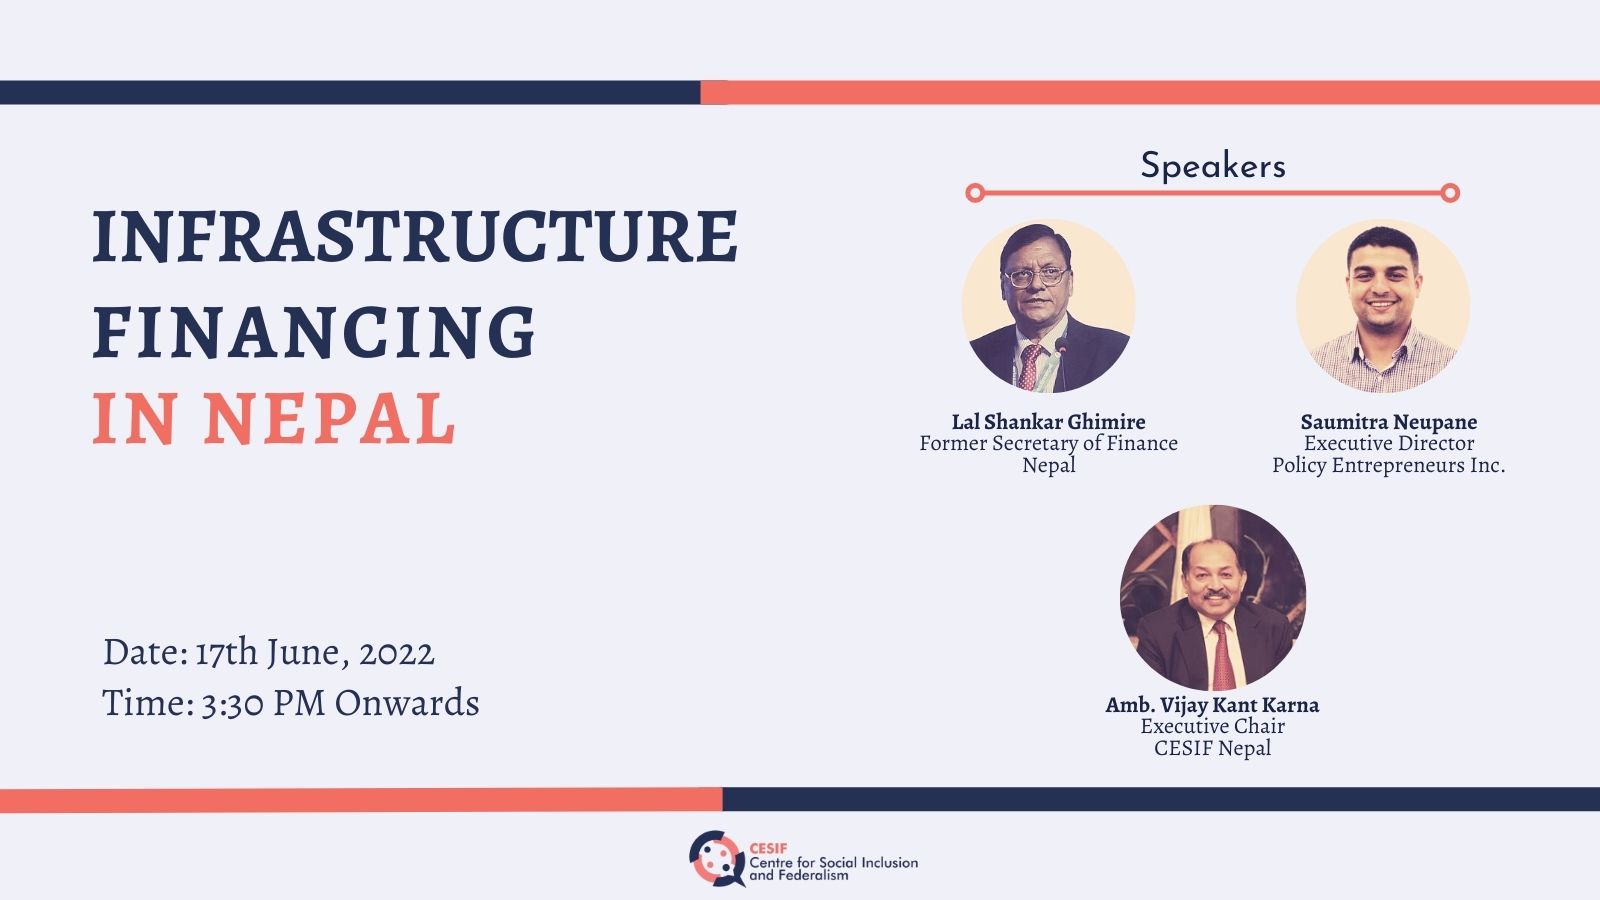 INFRASTRUCTURE
FINANCING
IN NEPAL
Date: 17th June, 2022
Time: 3:30 PM Onwards
Speakers
Lal Shankar Ghimire
Former Secretary of Finance
Nepal
Saumitra Neupane
Executive Director
Policy Entrepreneurs Inc.
Amb. Vijay Kant Karna
Executive Chair
CESIF Nepal
CESIF
Centre for Social Inclusion
and Federalism